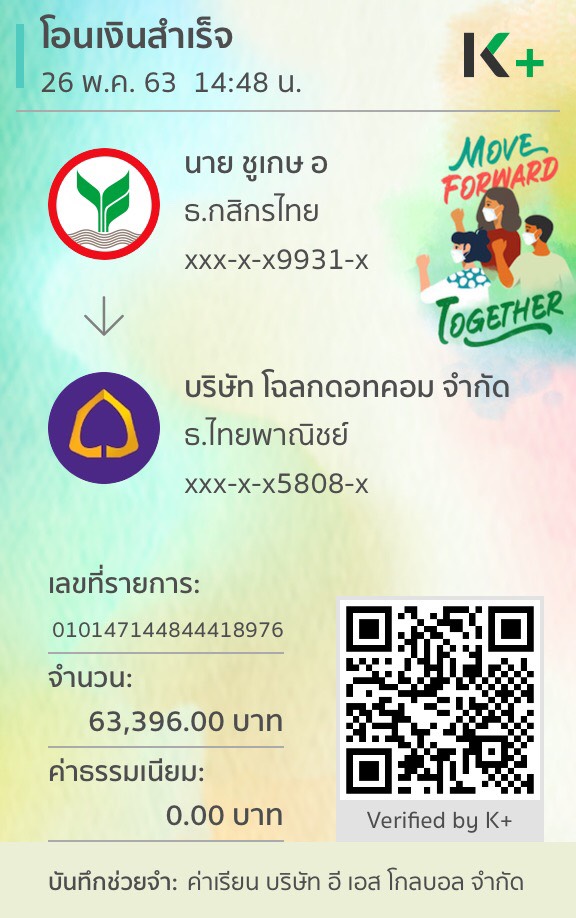 โอนเงินสำเร็จ
26 พ.ค. 63 14:48 น.
K+
นาย ชูเกษ อ
ธ.กสิกรไทย
xxx-x-x9931-x
MOVE
FORWARD
TOGETHER
บริษัท โฉลกดอทคอม จำกัด
ธ.ไทยพาณิชย์
xxx-x-x5808-x
เลขที่รายการ:
010147144844418976
จำนวน:
63,396.00 บาท
ค่าธรรมเนียม:
0.00 บาท
Verified by K+
บันทึกช่วยจำ: ค่าเรียน บริษัท อี เอส โกลบอล จำกัด